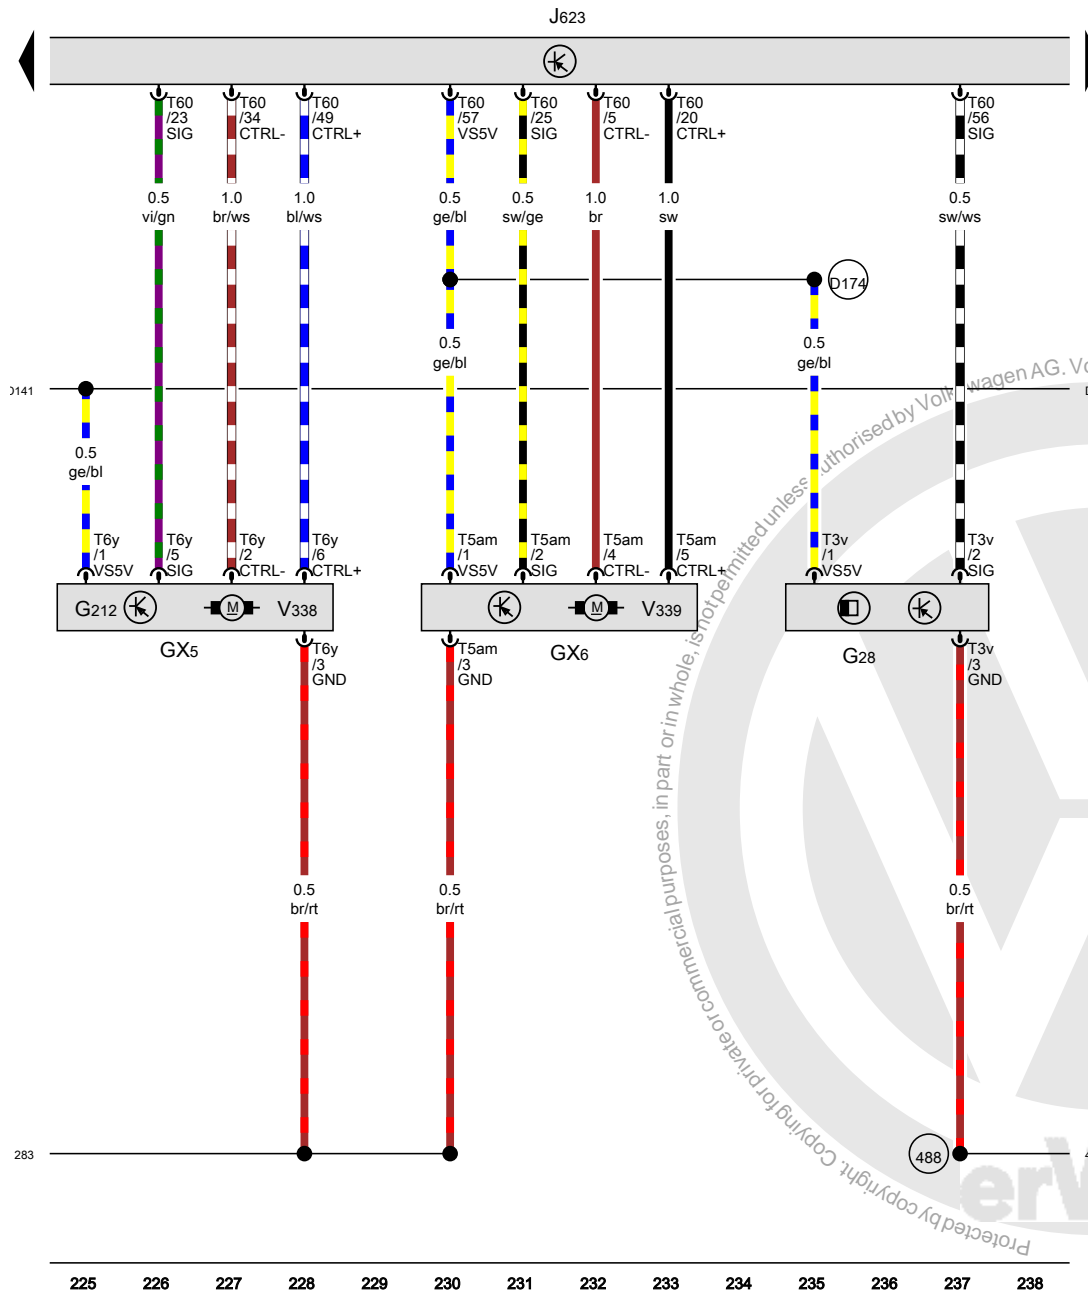 J623
T60
/23
SIG
T60
/34
CTRL-
T60
/49
CTRL+
T60
/57
VS5V
T60
/25
SIG
T60
/5
CTRL-
T60
/20
CTRL+
T60
/56
SIG
0.5
vi/gn
1.0
br/ws
1.0
bl/ws
0.5
ge/bl
0.5
sw/ge
1.0
br
1.0
sw
0.5
sw/ws
D174
0.5
ge/bl
0.5
ge/bl
0.5
ge/bl
T6y
/1
VS5V
T6y
/5
SIG
T6y
/2
CTRL-
T6y
/6
CTRL+
T5am
/1
VS5V
T5am
/2
SIG
T5am
/4
CTRL-
T5am
/5
CTRL+
T3v
/1
VS5V
T3v
/2
SIG
G212
M
V338
M
V339
GX5
GX6
G28
T6y
/3
GND
T5am
/3
GND
T3v
/3
GND
0.5
br/rt
0.5
br/rt
0.5
br/rt
283
488
225 226 227 228 229 230 231 232 233 234 235 236 237 238
Protected by copyright. Copying for private or commercial purposes, in part or in whole, is not permitted unless authorised by Volkswagen AG.